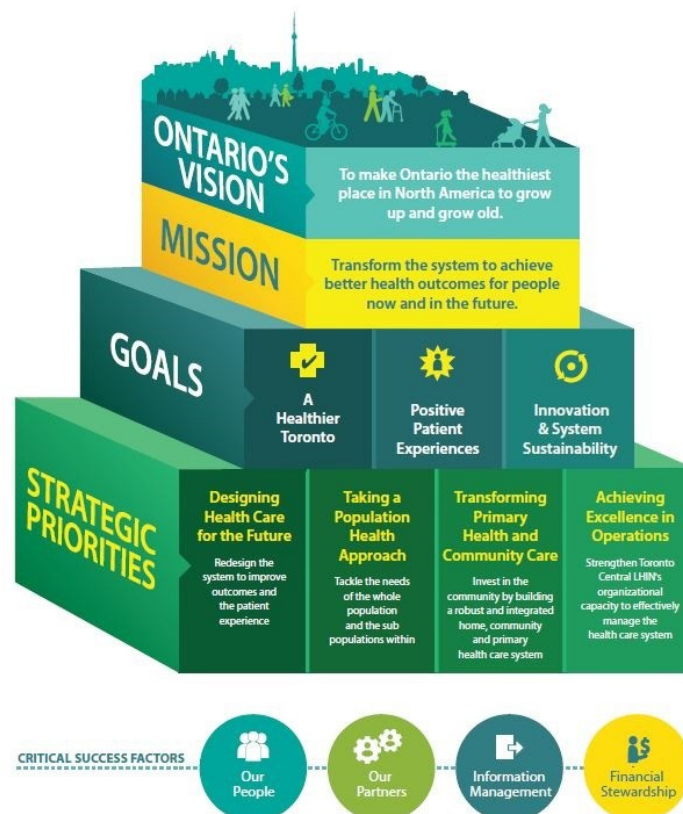 ONTARIO'S
VISION
To make Ontario the healthiest
place in North America to grow
up and grow old.
MISSION
Transform the system to achieve
better health outcomes for people
now and in the future.
GOALS
A
Healthier
Toronto
Positive
Patient
Experiences
Innovation
& System
Sustainability
STRATEGIC
PRIORITIES
Designing
Health Care
for the Future
Redesign the
system to improve
outcomes and
the patient
experience
Taking a
Population
Health
Approach
Tackle the needs
of the whole
population
and the sub
populations within
Transforming
Primary
Health and
Community Care
Invest in the
community by building
a robust and integrated
home, community
and primary
health care system
Achieving
Excellence in
Operations
Strengthen Toronto
Central LHIN's
organizational
capacity to effectively
manage the
health care system
CRITICAL SUCCESS FACTORS
Our
People
Our
Partners
Information
Management
$
Financial
Stewardship